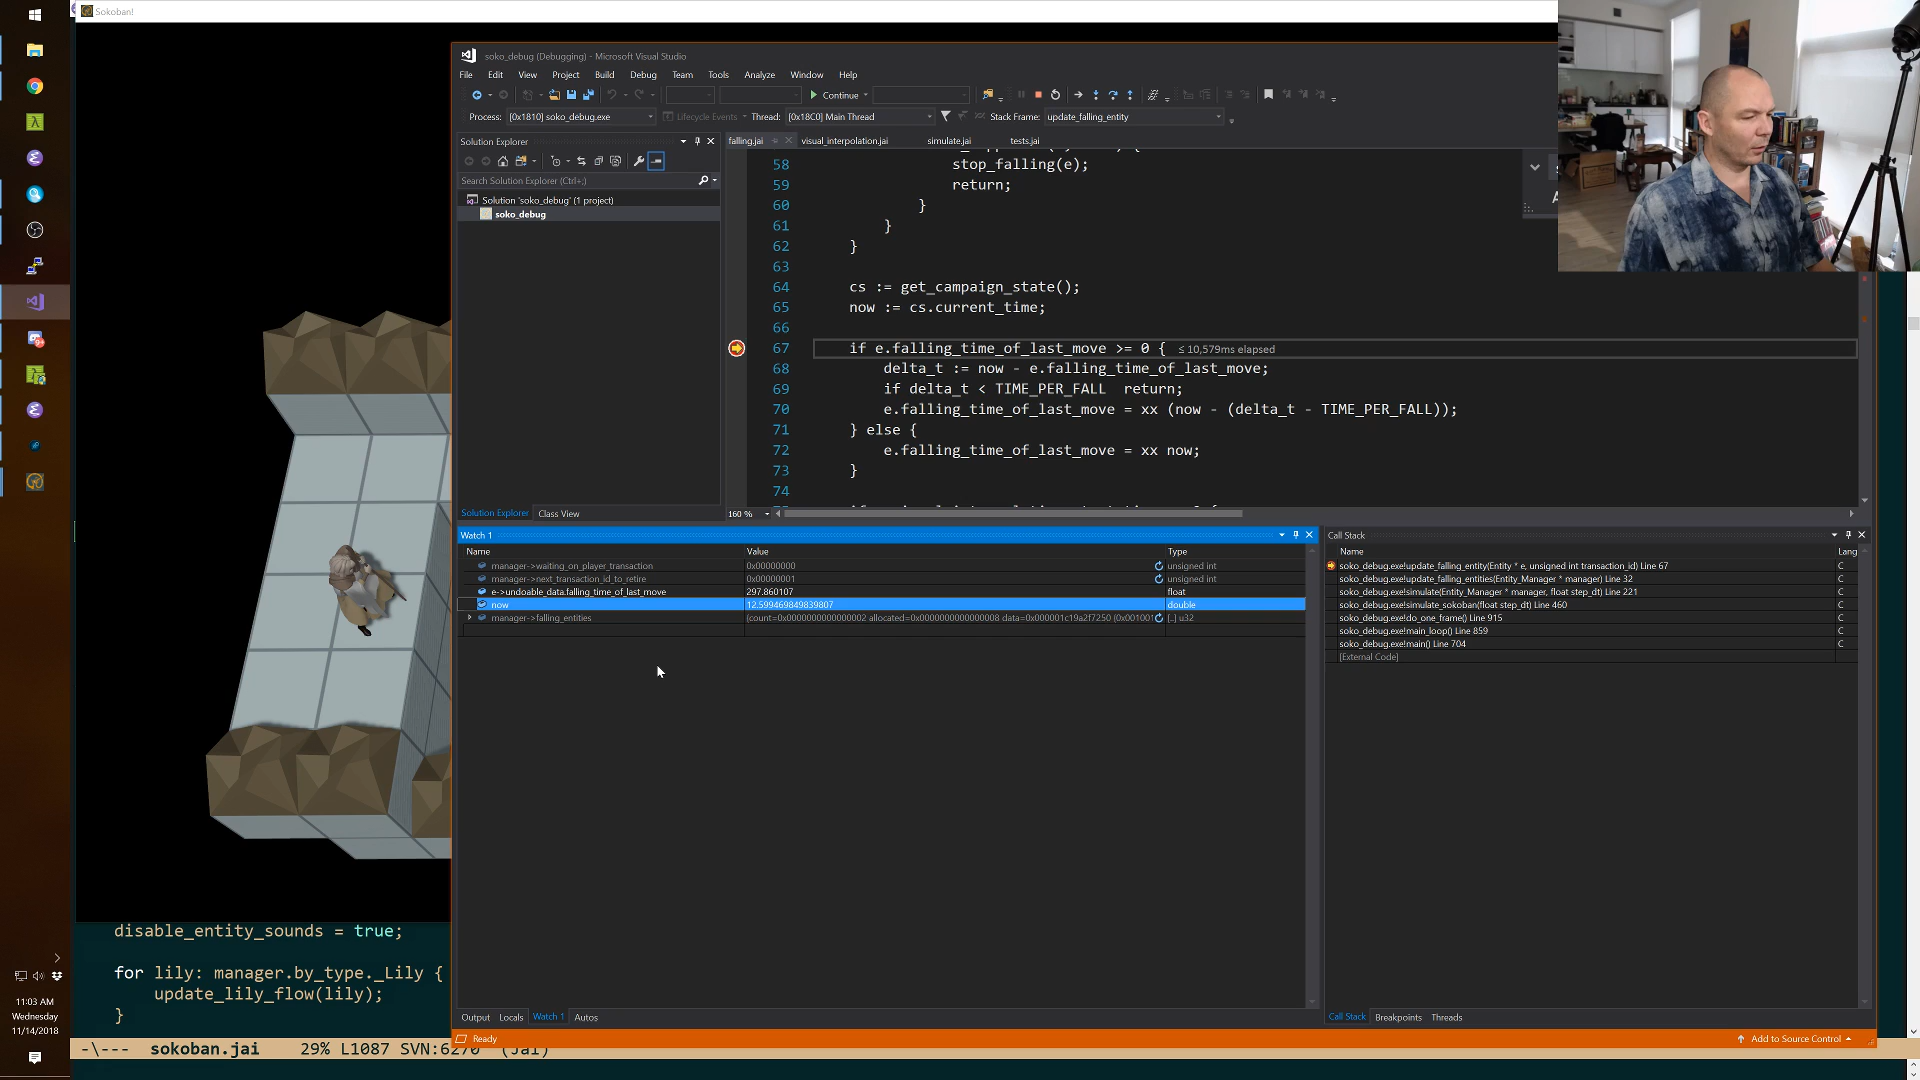 Sokoban!
soko_debug (Debugging) - Microsoft Visual Studio
File Edit View Project Build Debug Team Tools Analyze Window Help
Continue
Process: [0x1810] soko_debug.exe Lifecycle Events Thread: [0x18C0] Main Thread Stack Frame: update_falling_entity
Solution Explorer
falling.jai visual_interpolation.jai simulate.jai tests.jai
Search Solution Explorer (Ctrl+;)
Solution 'soko_debug' (1 project)
soko_debug
58 stop_falling(e);
59 return;
60 }
61 }
62 }
63
64 cs := get_campaign_state();
65 now := cs.current_time;
66
67 if e.falling_time_of_last_move >= 0 { ≤ 10,579ms elapsed
68 delta_t := now - e.falling_time_of_last_move;
69 if delta_t < TIME_PER_FALL return;
70 e.falling_time_of_last_move = xx (now - (delta_t - TIME_PER_FALL));
71 } else {
72 e.falling_time_of_last_move = xx now;
73 }
74
Solution Explorer Class View
160 %
Watch 1
Name Value Type
manager->waiting_on_player_transaction 0x00000000 unsigned int
manager->next_transaction_id_to_retire 0x00000001 unsigned int
e->undoable_data.falling_time_of_last_move 297.860107 float
now 12.599469849839807 double
manager->falling_entities {count=0x0000000000000002 allocated=0x0000000000000008 data=0x000001c19a2f7250 {0x001001 [..] u32
Call Stack
Name Lang
soko_debug.exe!update_falling_entity(Entity * e, unsigned int transaction_id) Line 67 C
soko_debug.exe!update_falling_entities(Entity_Manager * manager) Line 32 C
soko_debug.exe!simulate(Entity_Manager * manager, float step_dt) Line 221 C
soko_debug.exe!simulate_sokoban(float step_dt) Line 460 C
soko_debug.exe!do_one_frame() Line 915 C
soko_debug.exe!main_loop() Line 859 C
soko_debug.exe!main() Line 704 C
[External Code]
Output Locals Watch 1 Autos
Call Stack Breakpoints Threads
Ready
Add to Source Control
disable_entity_sounds = true;
for lily: manager.by_type._Lily {
update_lily_flow(lily);
}
-\--- sokoban.jai 29% L1087 SVN:6270 (Jai)
11:03 AM
Wednesday
11/14/2018